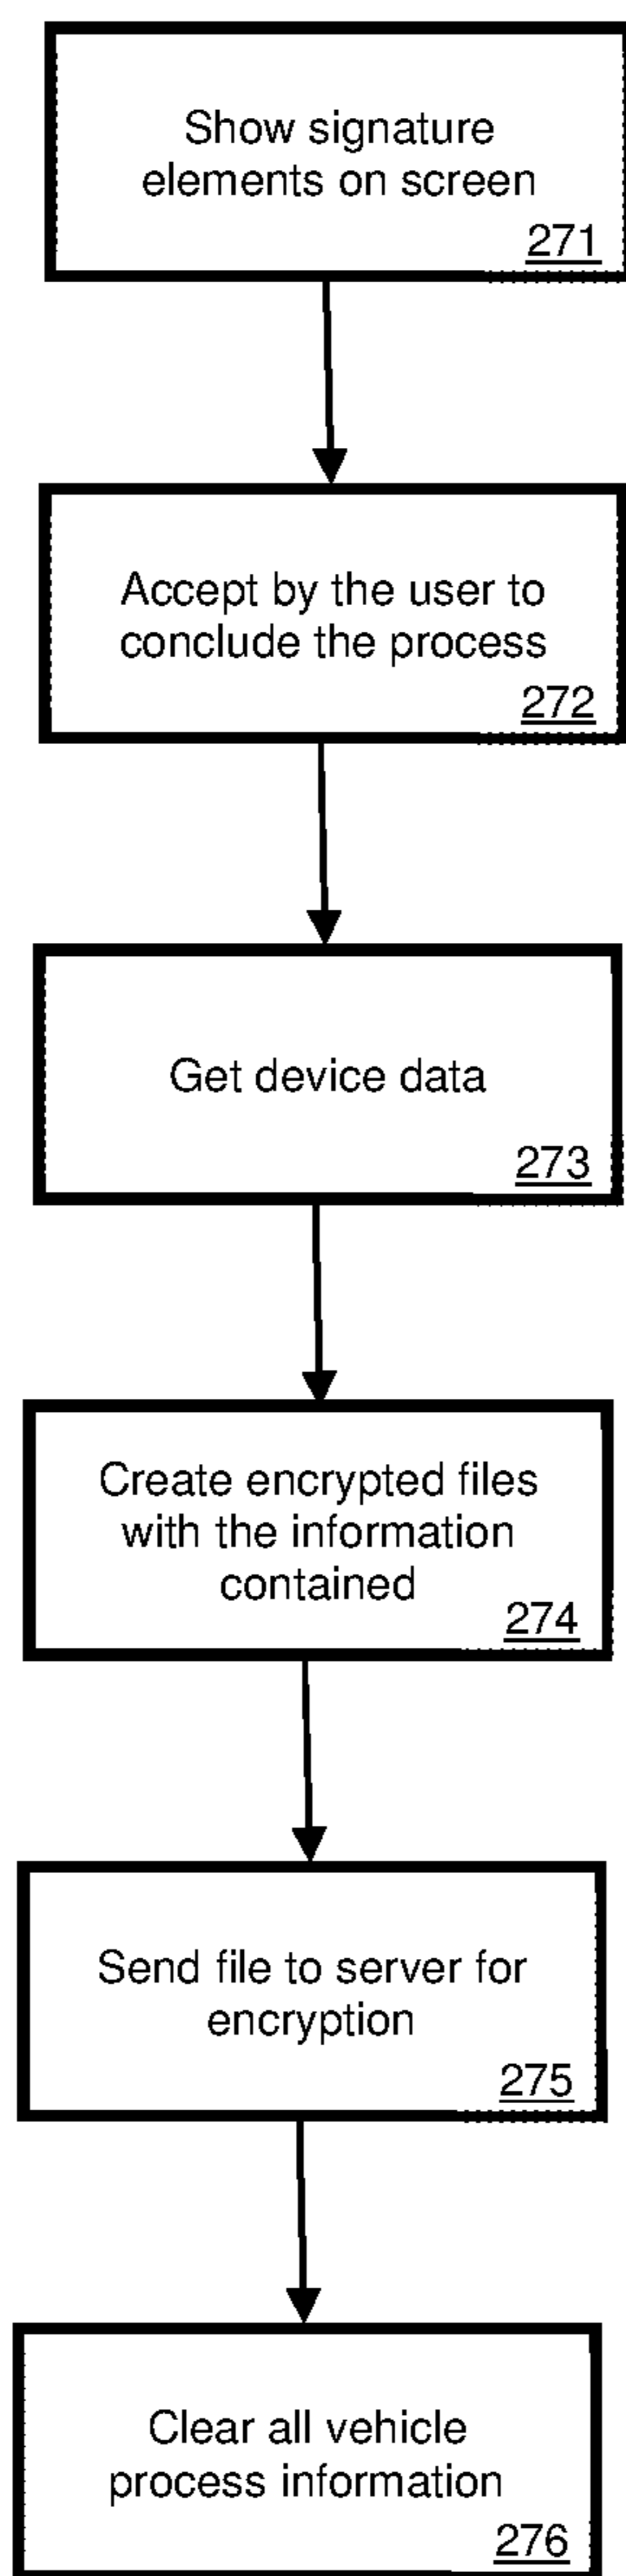 Show signature
elements on screen
271
Accept by the user to
conclude the process
272
Get device data
273
Create encrypted files
with the information
contained
274
Send file to server for
encryption
275
Clear all vehicle
process information
276